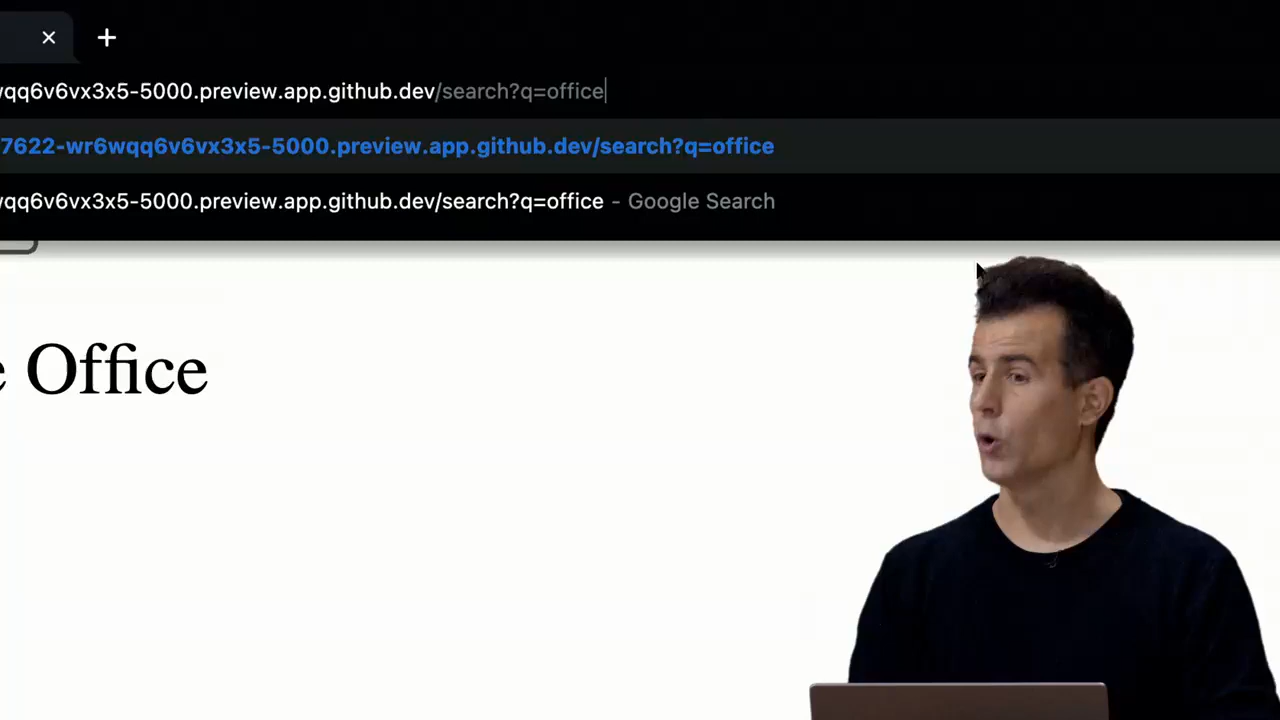 wqq6v6vx3x5-5000.preview.app.github.dev/search?q=office
7622-wr6wqq6v6vx3x5-5000.preview.app.github.dev/search?q=office
wqq6v6vx3x5-5000.preview.app.github.dev/search?q=office - Google Search
e Office